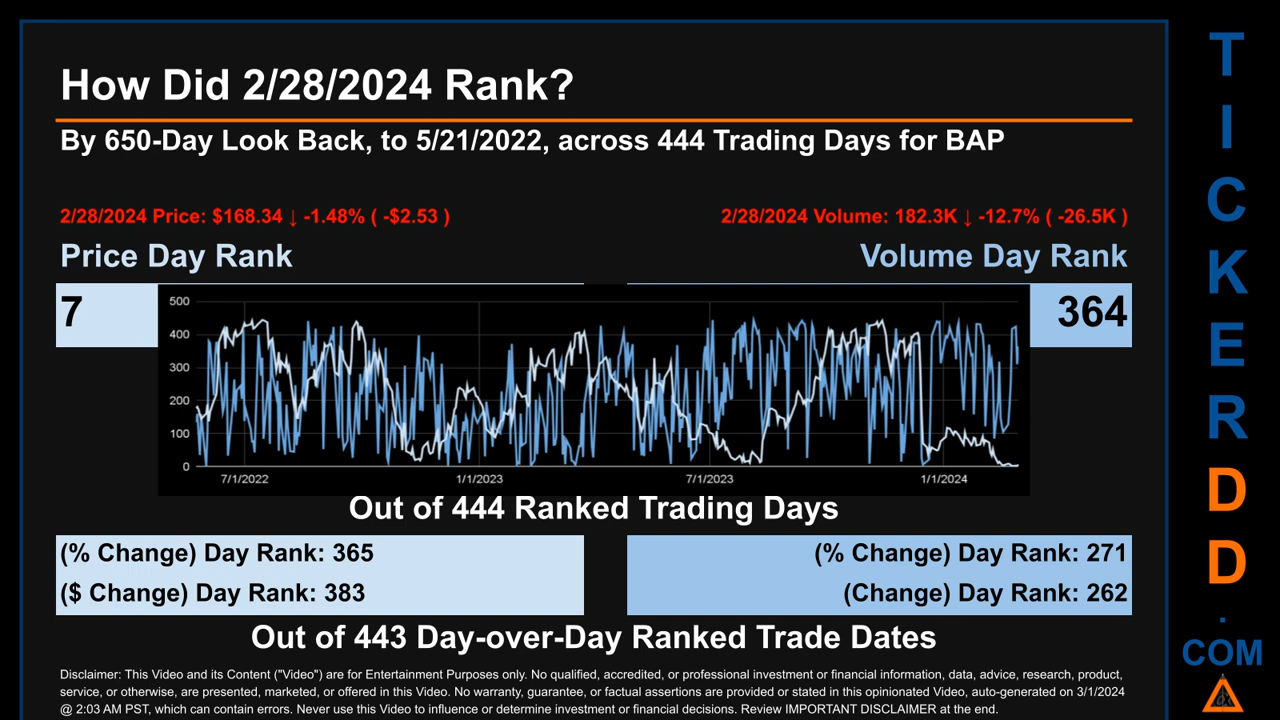 How Did 2/28/2024 Rank?
By 650-Day Look Back, to 5/21/2022, across 444 Trading Days for BAP
2/28/2024 Price: $168.34 ↓ -1.48% ( -$2.53 )
2/28/2024 Volume: 182.3K ↓ -12.7% ( -26.5K )
Price Day Rank
Volume Day Rank
7
364
500
400
300
200
100
0
7/1/2022
1/1/2023
7/1/2023
1/1/2024
Out of 444 Ranked Trading Days
(% Change) Day Rank: 365
($ Change) Day Rank: 383
(% Change) Day Rank: 271
(Change) Day Rank: 262
Out of 443 Day-over-Day Ranked Trade Dates
Disclaimer: This Video and its Content ("Video") are for Entertainment Purposes only. No qualified, accredited, or professional investment or financial information, data, advice, research, product,
service, or otherwise, are presented, marketed, or offered in this Video. No warranty, guarantee, or factual assertions are provided or stated in this opinionated Video, auto-generated on 3/1/2024
@ 2:03 AM PST, which can contain errors. Never use this Video to influence or determine investment or financial decisions. Review IMPORTANT DISCLAIMER at the end.
T
I
C
K
E
R
D
D
.
COM